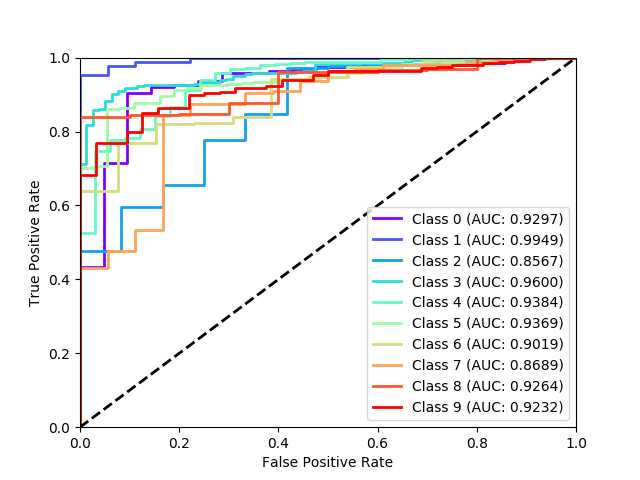 1.0
0.8
0.6
0.4
0.2
0.0
True Positive Rate
0.0 0.2 0.4 0.6 0.8 1.0
False Positive Rate
Class 0 (AUC: 0.9297)
Class 1 (AUC: 0.9949)
Class 2 (AUC: 0.8567)
Class 3 (AUC: 0.9600)
Class 4 (AUC: 0.9384)
Class 5 (AUC: 0.9369)
Class 6 (AUC: 0.9019)
Class 7 (AUC: 0.8689)
Class 8 (AUC: 0.9264)
Class 9 (AUC: 0.9232)